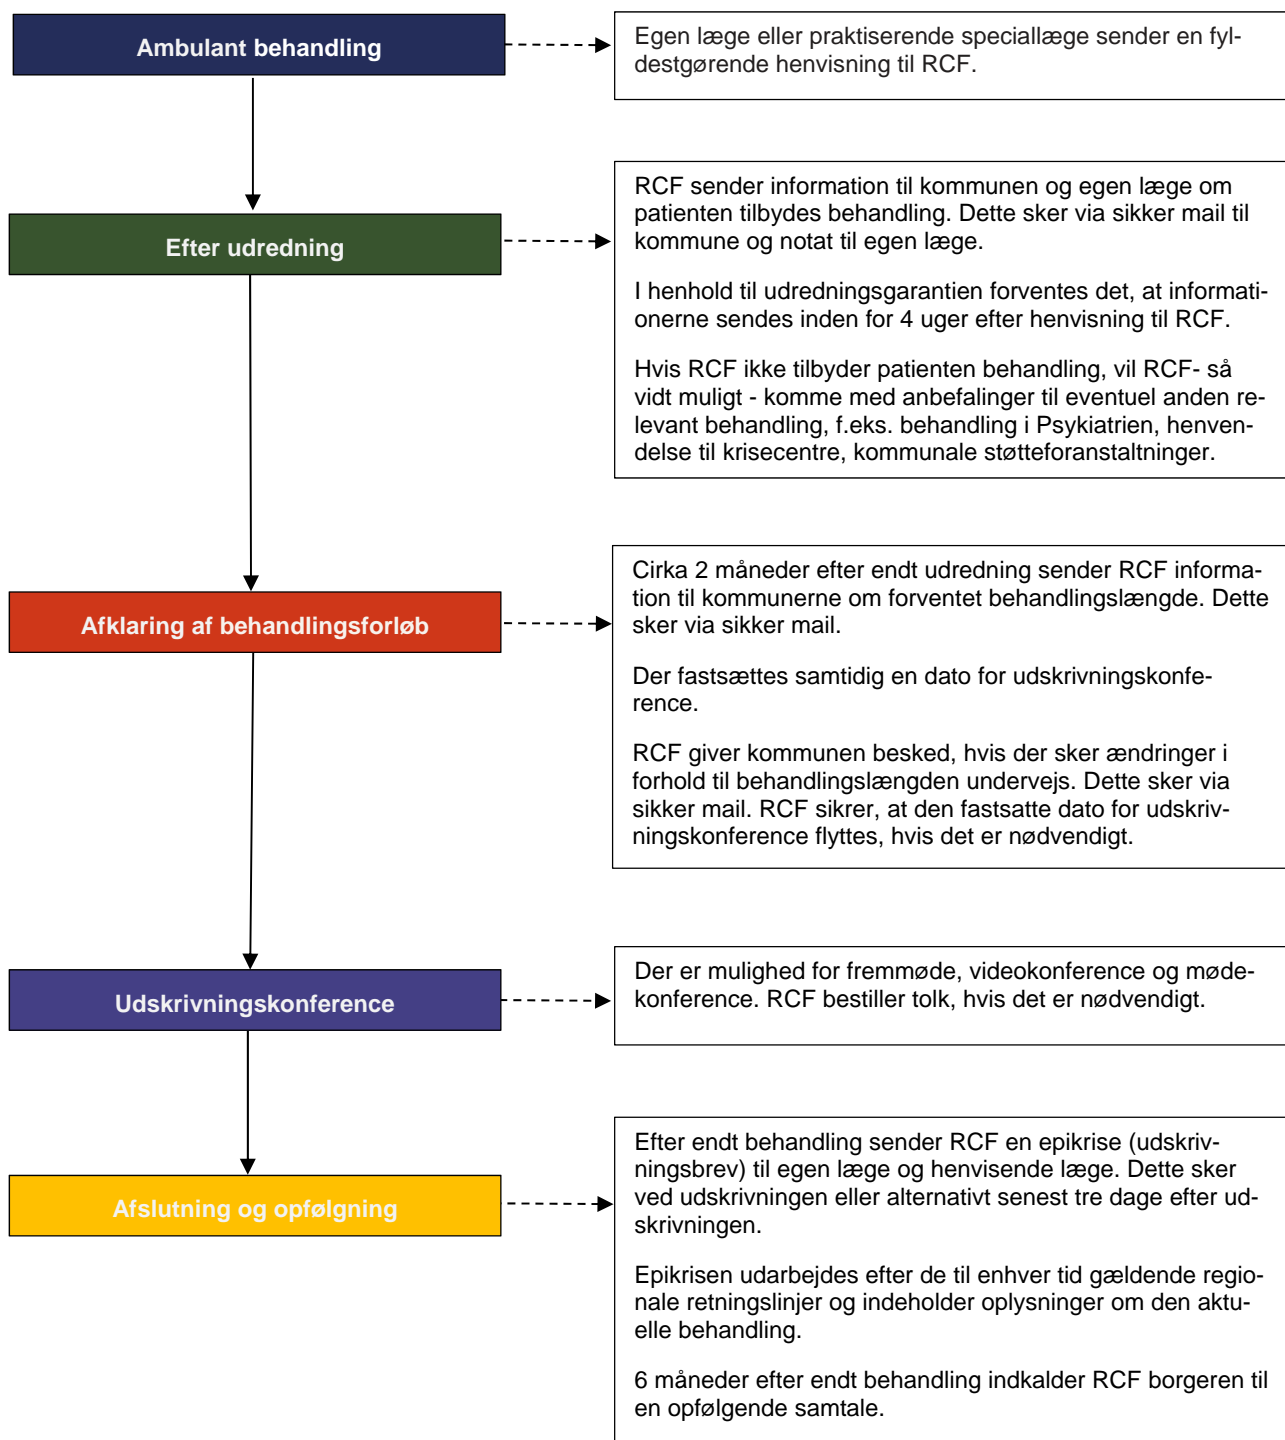 Ambulant behandling
Egen læge eller praktiserende speciallæge sender en fyl-
destgørende henvisning til RCF.
Efter udredning
RCF sender information til kommunen og egen læge om
patienten tilbydes behandling. Dette sker via sikker mail til
kommune og notat til egen læge.
I henhold til udredningsgarantien forventes det, at informati-
onerne sendes inden for 4 uger efter henvisning til RCF.
Hvis RCF ikke tilbyder patienten behandling, vil RCF- så
vidt muligt - komme med anbefalinger til eventuel anden re-
levant behandling, f.eks. behandling i Psykiatrien, henven-
delse til krisecentre, kommunale støtteforanstaltninger.
Afklaring af behandlingsforløb
Cirka 2 måneder efter endt udredning sender RCF informa-
tion til kommunerne om forventet behandlingslængde. Dette
sker via sikker mail.
Der fastsættes samtidig en dato for udskrivningskonfe-
rence.
RCF giver kommunen besked, hvis der sker ændringer i
forhold til behandlingslængden undervejs. Dette sker via
sikker mail. RCF sikrer, at den fastsatte dato for udskriv-
ningskonference flyttes, hvis det er nødvendigt.
Udskrivningskonference
Der er mulighed for fremmøde, videokonference og møde-
konference. RCF bestiller tolk, hvis det er nødvendigt.
Afslutning og opfølgning
Efter endt behandling sender RCF en epikrise (udskriv-
ningsbrev) til egen læge og henvisende læge. Dette sker
ved udskrivningen eller alternativt senest tre dage efter ud-
skrivningen.
Epikrisen udarbejdes efter de til enhver tid gældende regio-
nale retningslinjer og indeholder oplysninger om den aktu-
elle behandling.
6 måneder efter endt behandling indkalder RCF borgeren til
en opfølgende samtale.